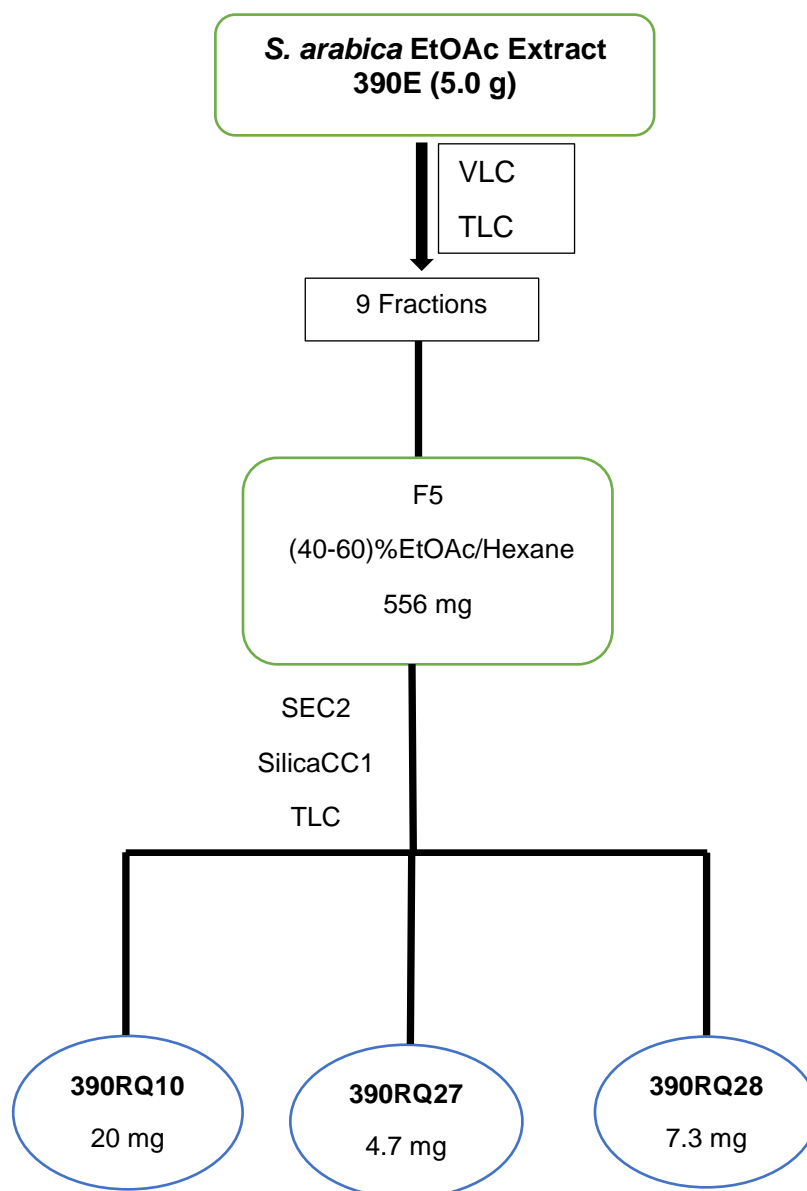 S. arabica EtOAc Extract
390E (5.0 g)
VLC
TLC
9 Fractions
F5
(40-60)%EtOAc/Hexane
556 mg
SEC2
SilicaCC1
TLC
390RQ10
20 mg
390RQ27
4.7 mg
390RQ28
7.3 mg